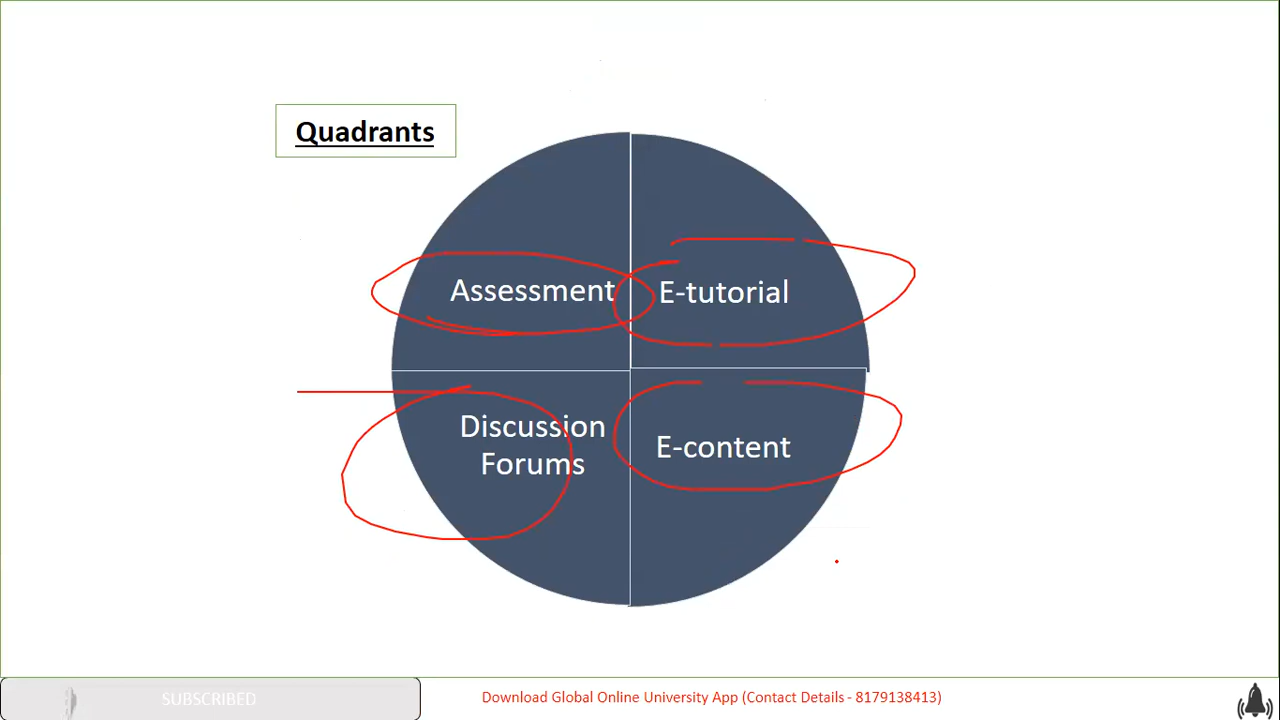 Quadrants
Assessment
E-tutorial
Discussion
Forums
E-content
SUBSCRIBED
Download Global Online University App (Contact Details - 8179138413)